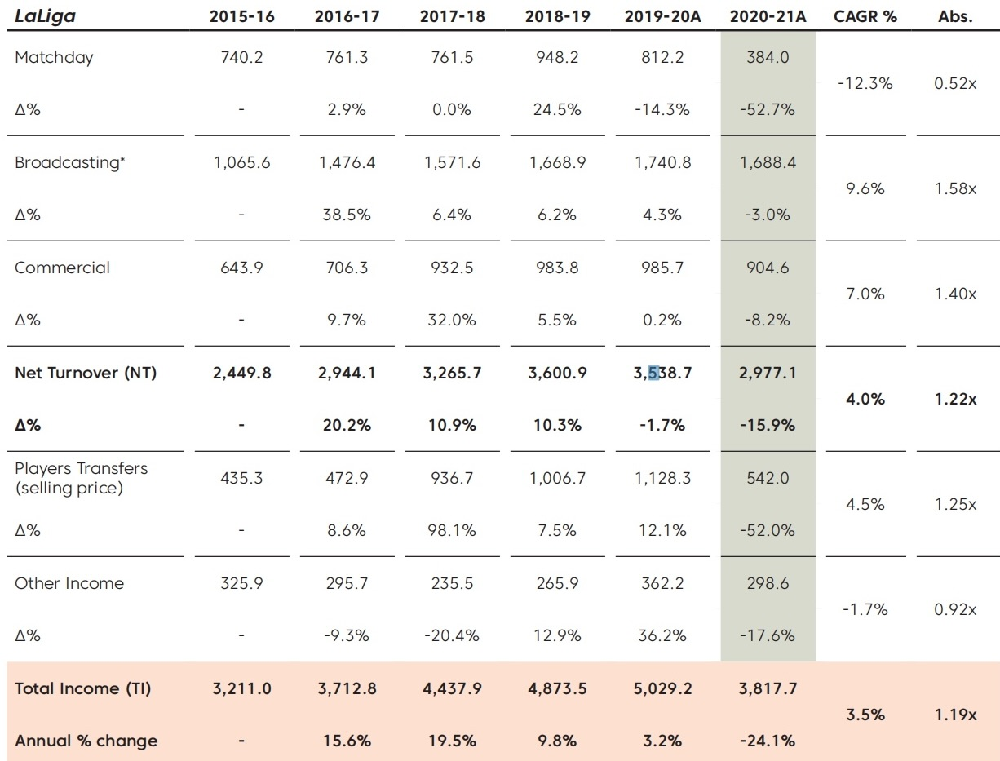 LaLiga 2015-16 2016-17 2017-18 2018-19 2019-20A 2020-21A CAGR % Abs.
Matchday 740.2 761.3 761.5 948.2 812.2 384.0 -12.3% 0.52x
Δ% - 2.9% 0.0% 24.5% -14.3% -52.7%
Broadcasting* 1,065.6 1,476.4 1,571.6 1,668.9 1,740.8 1,688.4 9.6% 1.58x
Δ% - 38.5% 6.4% 6.2% 4.3% -3.0%
Commercial 643.9 706.3 932.5 983.8 985.7 904.6 7.0% 1.40x
Δ% - 9.7% 32.0% 5.5% 0.2% -8.2%
Net Turnover (NT) 2,449.8 2,944.1 3,265.7 3,600.9 3,538.7 2,977.1 4.0% 1.22x
Δ% - 20.2% 10.9% 10.3% -1.7% -15.9%
Players Transfers
(selling price) 435.3 472.9 936.7 1,006.7 1,128.3 542.0 4.5% 1.25x
Δ% - 8.6% 98.1% 7.5% 12.1% -52.0%
Other Income 325.9 295.7 235.5 265.9 362.2 298.6 -1.7% 0.92x
Δ% - -9.3% -20.4% 12.9% 36.2% -17.6%
Total Income (TI) 3,211.0 3,712.8 4,437.9 4,873.5 5,029.2 3,817.7 3.5% 1.19x
Annual % change - 15.6% 19.5% 9.8% 3.2% -24.1%